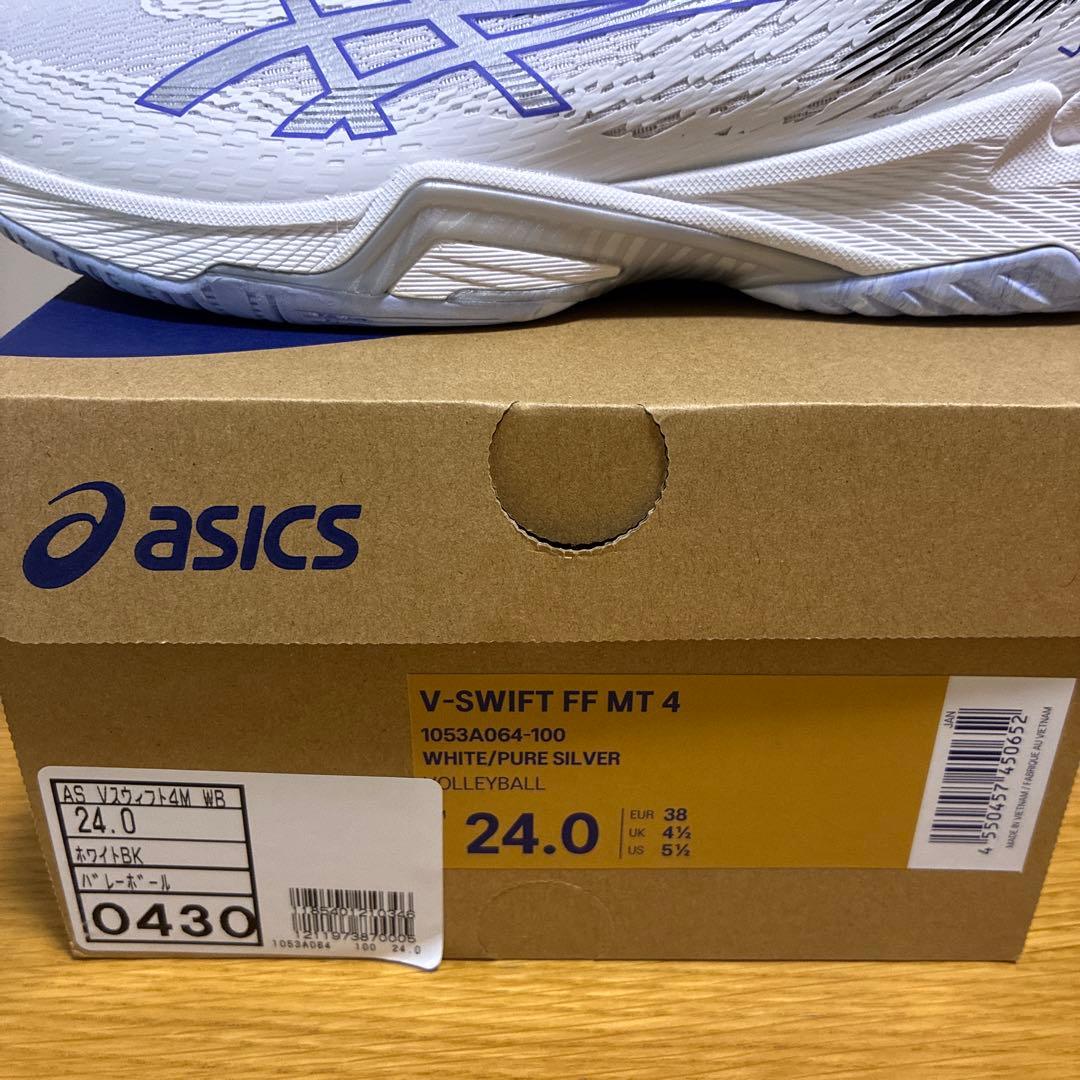 asics
V-SWIFT FF MT 4
1053A064-100
WHITE/PURE SILVER
VOLLEYBALL
24.0
EUR 38
UK 4½
US 5½
JAN
4 550457 450652
MADE IN VIETNAM / FABRIQUÉ AU VIETNAM
AS Vスウィフト4M WB
24.0
ホワイトBK
バレーボール
0430
1211973870005
1053A064 100 24.0